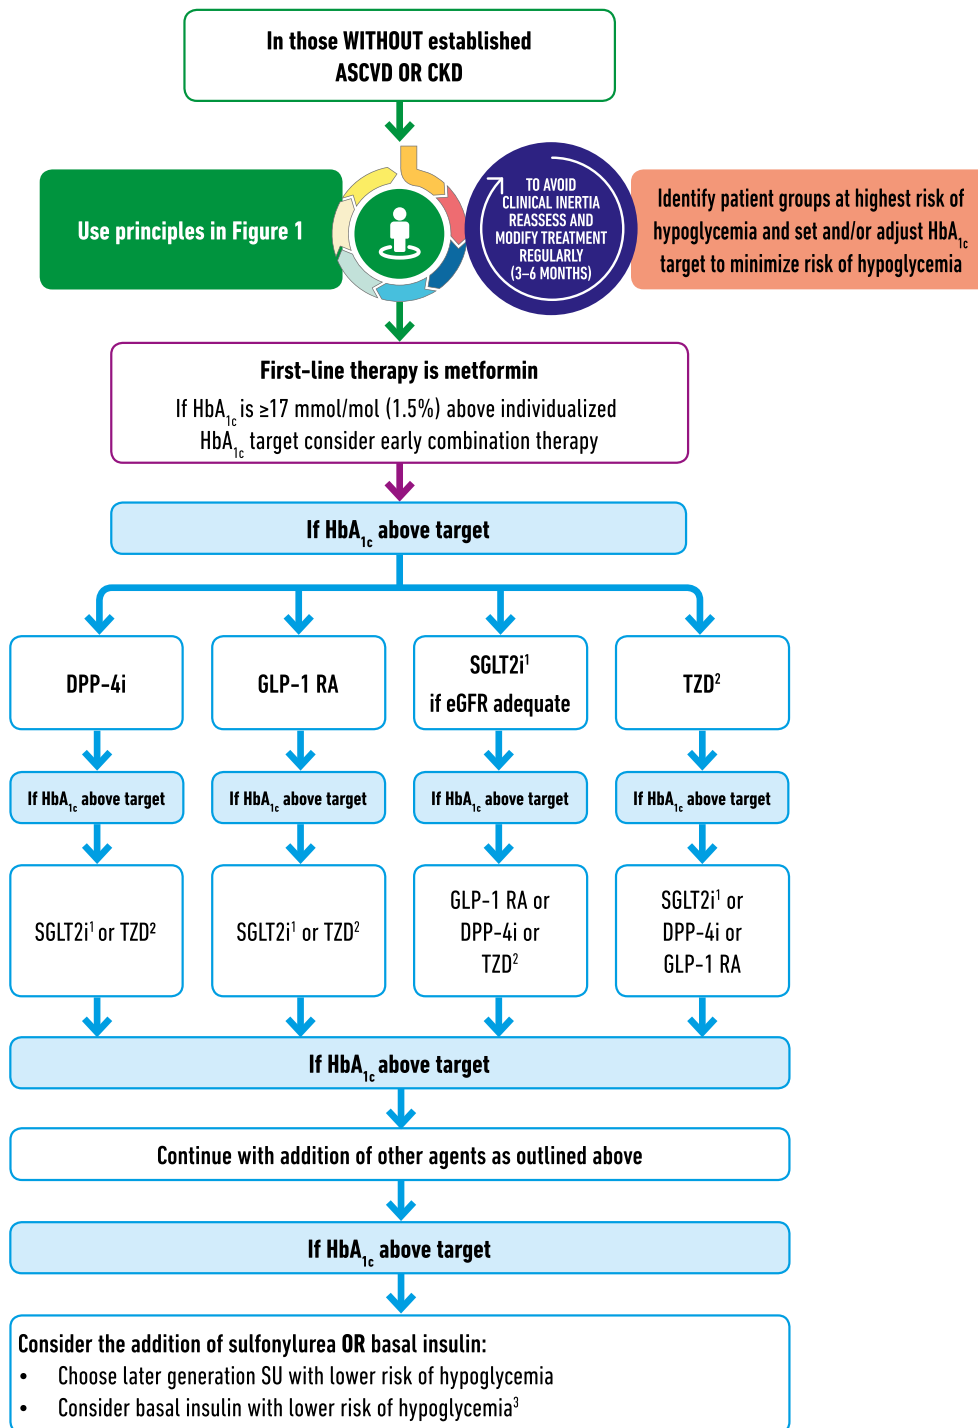 In those WITHOUT established
ASCVD OR CKD
Use principles in Figure 1
TO AVOID
CLINICAL INERTIA
REASSESS AND
MODIFY TREATMENT
REGULARLY
(3–6 MONTHS)
Identify patient groups at highest risk of
hypoglycemia and set and/or adjust HbA1c
target to minimize risk of hypoglycemia
First-line therapy is metformin
If HbA1c is ≥17 mmol/mol (1.5%) above individualized
HbA1c target consider early combination therapy
If HbA1c above target
DPP-4i
GLP-1 RA
SGLT2i¹
if eGFR adequate
TZD²
If HbA1c above target
If HbA1c above target
If HbA1c above target
If HbA1c above target
SGLT2i¹ or TZD²
SGLT2i¹ or TZD²
GLP-1 RA or
DPP-4i or
TZD²
SGLT2i¹ or
DPP-4i or
GLP-1 RA
If HbA1c above target
Continue with addition of other agents as outlined above
If HbA1c above target
Consider the addition of sulfonylurea OR basal insulin:
• Choose later generation SU with lower risk of hypoglycemia
• Consider basal insulin with lower risk of hypoglycemia³